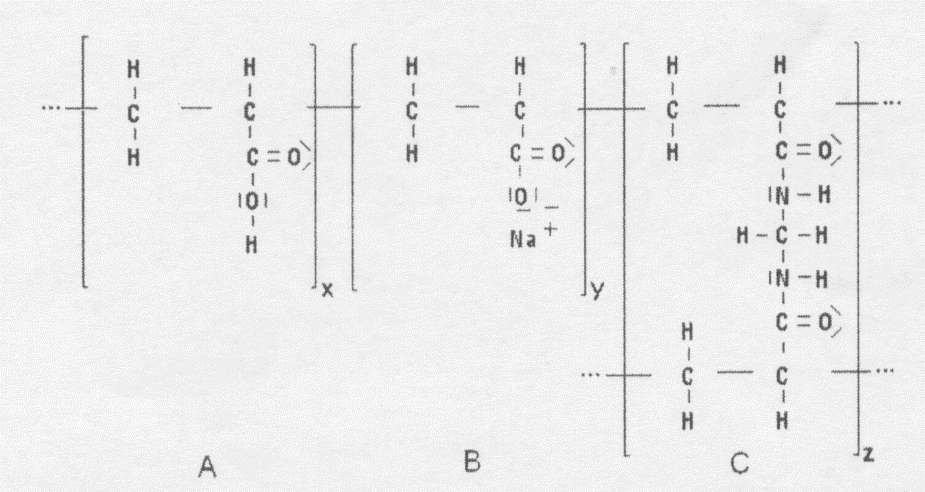 H H H H H H
··· — C — C — C — C — C — C — ···
H C=O H C=O H C=O
O O⁻ N–H
H Na⁺ H–C–H
N–H
x y
C=O
H
··· — C — C — ···
H H
A B C z